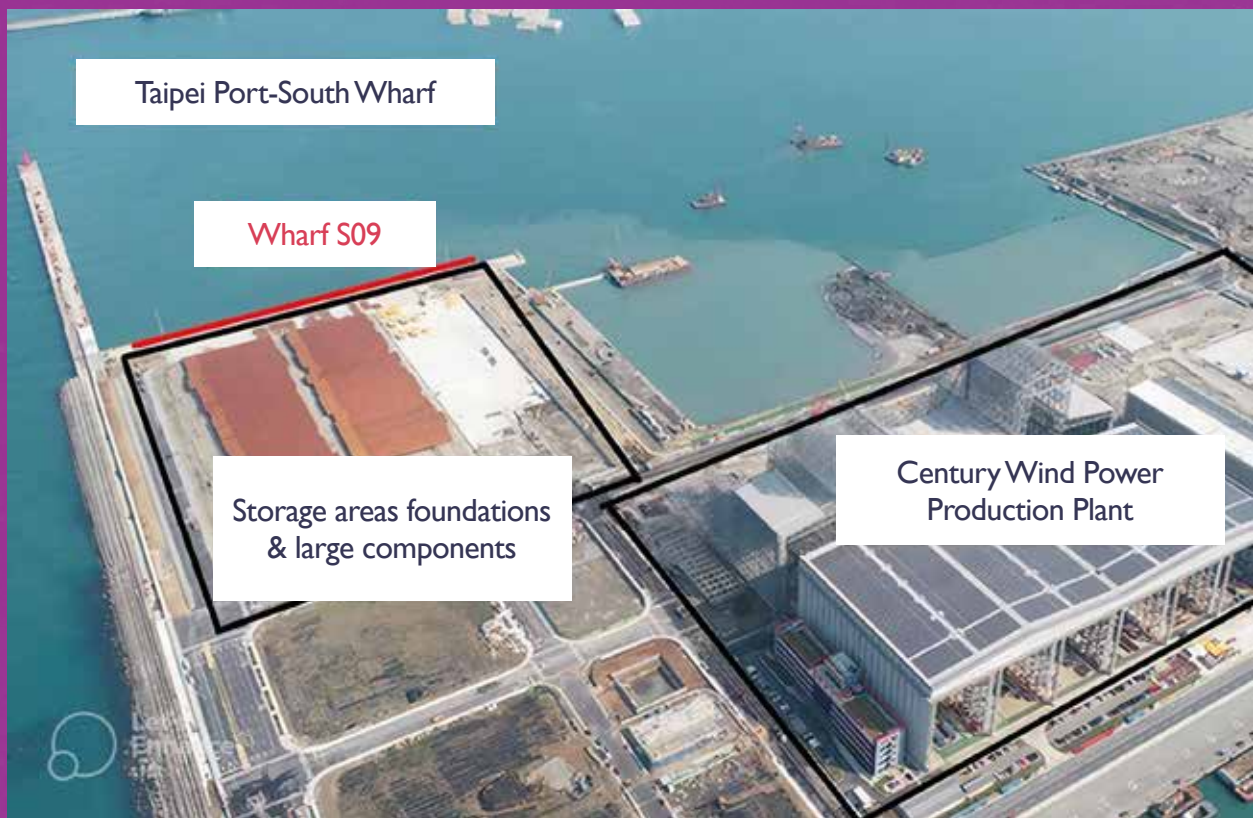 Taipei Port-South Wharf
Wharf S09
Storage areas foundations
& large components
Century Wind Power
Production Plant